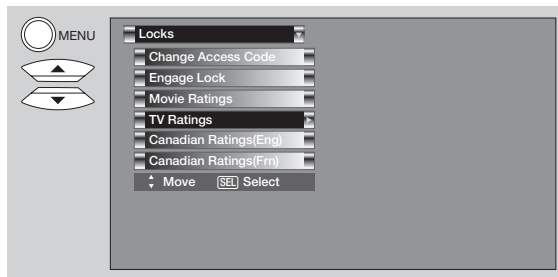 MENU
Locks
Change Access Code
Engage Lock
Movie Ratings
TV Ratings
Canadian Ratings(Eng)
Canadian Ratings(Frn)
Move SEL Select